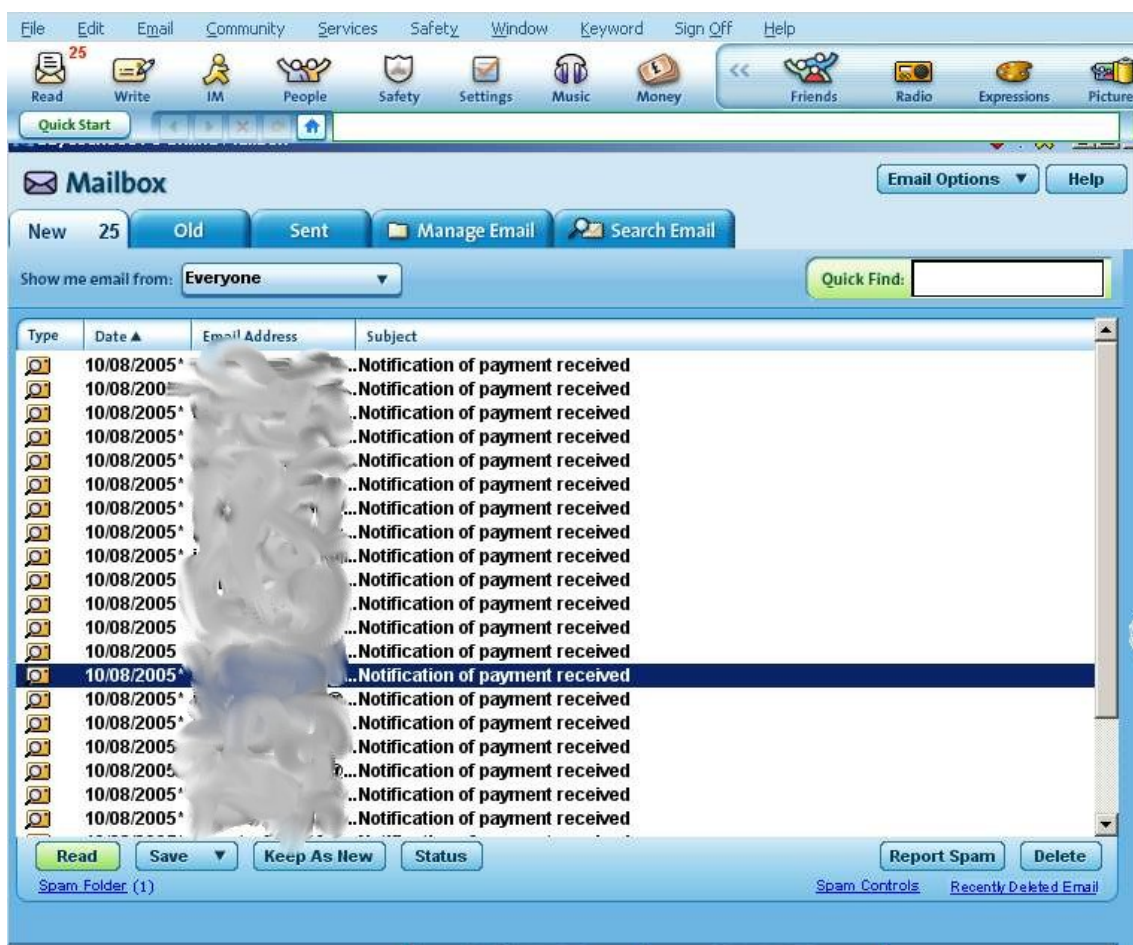 File Edit Email Community Services Safety Window Keyword Sign Off Help
25
Read Write IM People Safety Settings Music Money << Friends Radio Expressions Picture
Quick Start
Mailbox Email Options Help
New 25 Old Sent Manage Email Search Email
Show me email from: Everyone Quick Find:
Type Date Email Address Subject
10/08/2005* ..Notification of payment received
10/08/200 .Notification of payment received
10/08/2005* ..Notification of payment received
10/08/2005* ..Notification of payment received
10/08/2005* .Notification of payment received
10/08/2005* ..Notification of payment received
10/08/2005* ..Notification of payment received
10/08/2005* ..Notification of payment received
10/08/2005* ..Notification of payment received
10/08/2005 ..Notification of payment received
10/08/2005 ..Notification of payment received
10/08/2005 ...Notification of payment received
10/08/2005 ..Notification of payment received
10/08/2005* ..Notification of payment received
10/08/2005* ...Notification of payment received
10/08/2005* ..Notification of payment received
10/08/2005 .Notification of payment received
10/08/2005 ...Notification of payment received
10/08/2005* ..Notification of payment received
10/08/2005* ..Notification of payment received
Read Save Keep As New Status Report Spam Delete
Spam Folder (1) Spam Controls Recently Deleted Email